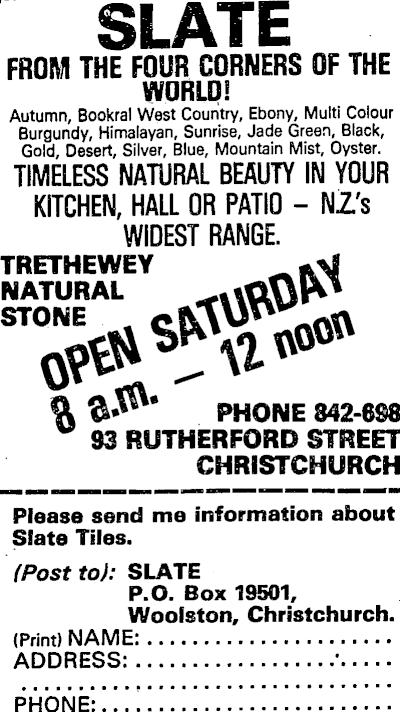 SLATE
FROM THE FOUR CORNERS OF THE
WORLD!
Autumn, Bookral West Country, Ebony, Multi Colour
Burgundy, Himalayan, Sunrise, Jade Green, Black,
Gold, Desert, Silver, Blue, Mountain Mist, Oyster.
TIMELESS NATURAL BEAUTY IN YOUR
KITCHEN, HALL OR PATIO – N.Z.'s
WIDEST RANGE.
TRETHEWEY
NATURAL
STONE
OPEN SATURDAY
8 a.m. — 12 noon
PHONE 842-698
93 RUTHERFORD STREET
CHRISTCHURCH
Please send me information about
Slate Tiles.
(Post to): SLATE
P.O. Box 19501,
Woolston, Christchurch.
(Print) NAME: ......................
ADDRESS: ......................
..............................
PHONE: .........................